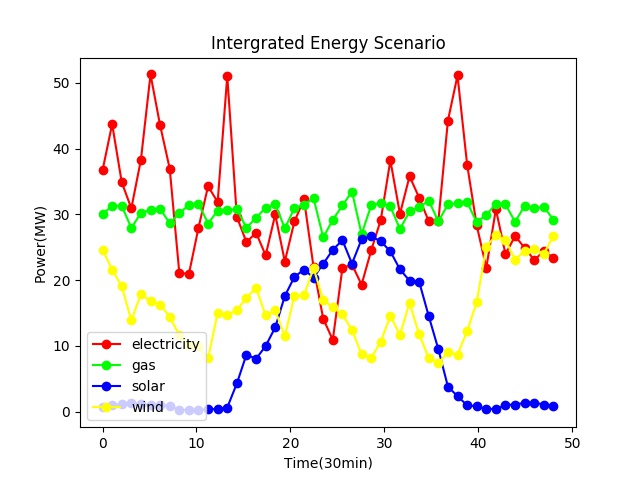 Intergrated Energy Scenario
Power(MW)
50
40
30
20
10
0
electricity
gas
solar
wind
0 10 20 30 40 50
Time(30min)